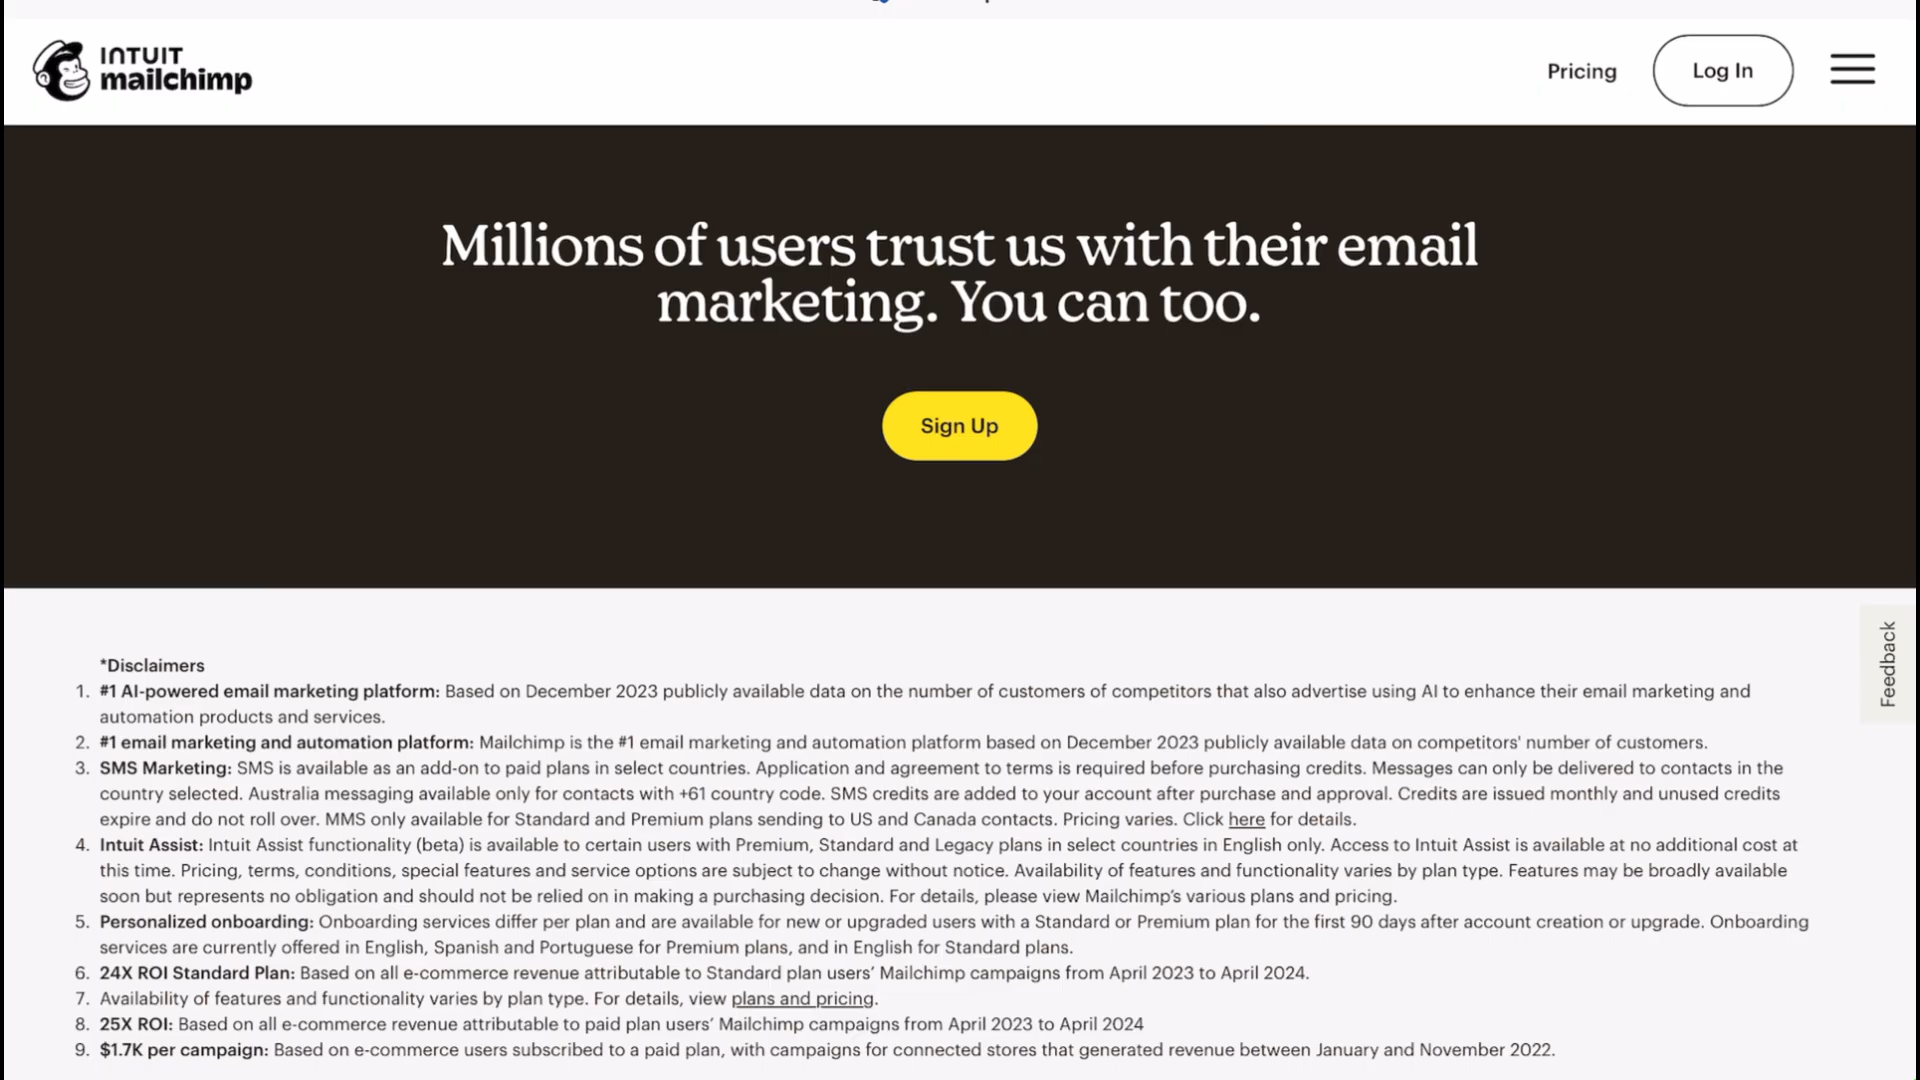 INTUIT
mailchimp
Pricing
Log In
Millions of users trust us with their email
marketing. You can too.
Sign Up
Feedback
*Disclaimers
1. #1 AI-powered email marketing platform: Based on December 2023 publicly available data on the number of customers of competitors that also advertise using AI to enhance their email marketing and
automation products and services.
2. #1 email marketing and automation platform: Mailchimp is the #1 email marketing and automation platform based on December 2023 publicly available data on competitors' number of customers.
3. SMS Marketing: SMS is available as an add-on to paid plans in select countries. Application and agreement to terms is required before purchasing credits. Messages can only be delivered to contacts in the
country selected. Australia messaging available only for contacts with +61 country code. SMS credits are added to your account after purchase and approval. Credits are issued monthly and unused credits
expire and do not roll over. MMS only available for Standard and Premium plans sending to US and Canada contacts. Pricing varies. Click here for details.
4. Intuit Assist: Intuit Assist functionality (beta) is available to certain users with Premium, Standard and Legacy plans in select countries in English only. Access to Intuit Assist is available at no additional cost at
this time. Pricing, terms, conditions, special features and service options are subject to change without notice. Availability of features and functionality varies by plan type. Features may be broadly available
soon but represents no obligation and should not be relied on in making a purchasing decision. For details, please view Mailchimp’s various plans and pricing.
5. Personalized onboarding: Onboarding services differ per plan and are available for new or upgraded users with a Standard or Premium plan for the first 90 days after account creation or upgrade. Onboarding
services are currently offered in English, Spanish and Portuguese for Premium plans, and in English for Standard plans.
6. 24X ROI Standard Plan: Based on all e-commerce revenue attributable to Standard plan users’ Mailchimp campaigns from April 2023 to April 2024.
7. Availability of features and functionality varies by plan type. For details, view plans and pricing.
8. 25X ROI: Based on all e-commerce revenue attributable to paid plan users’ Mailchimp campaigns from April 2023 to April 2024
9. $1.7K per campaign: Based on e-commerce users subscribed to a paid plan, with campaigns for connected stores that generated revenue between January and November 2022.